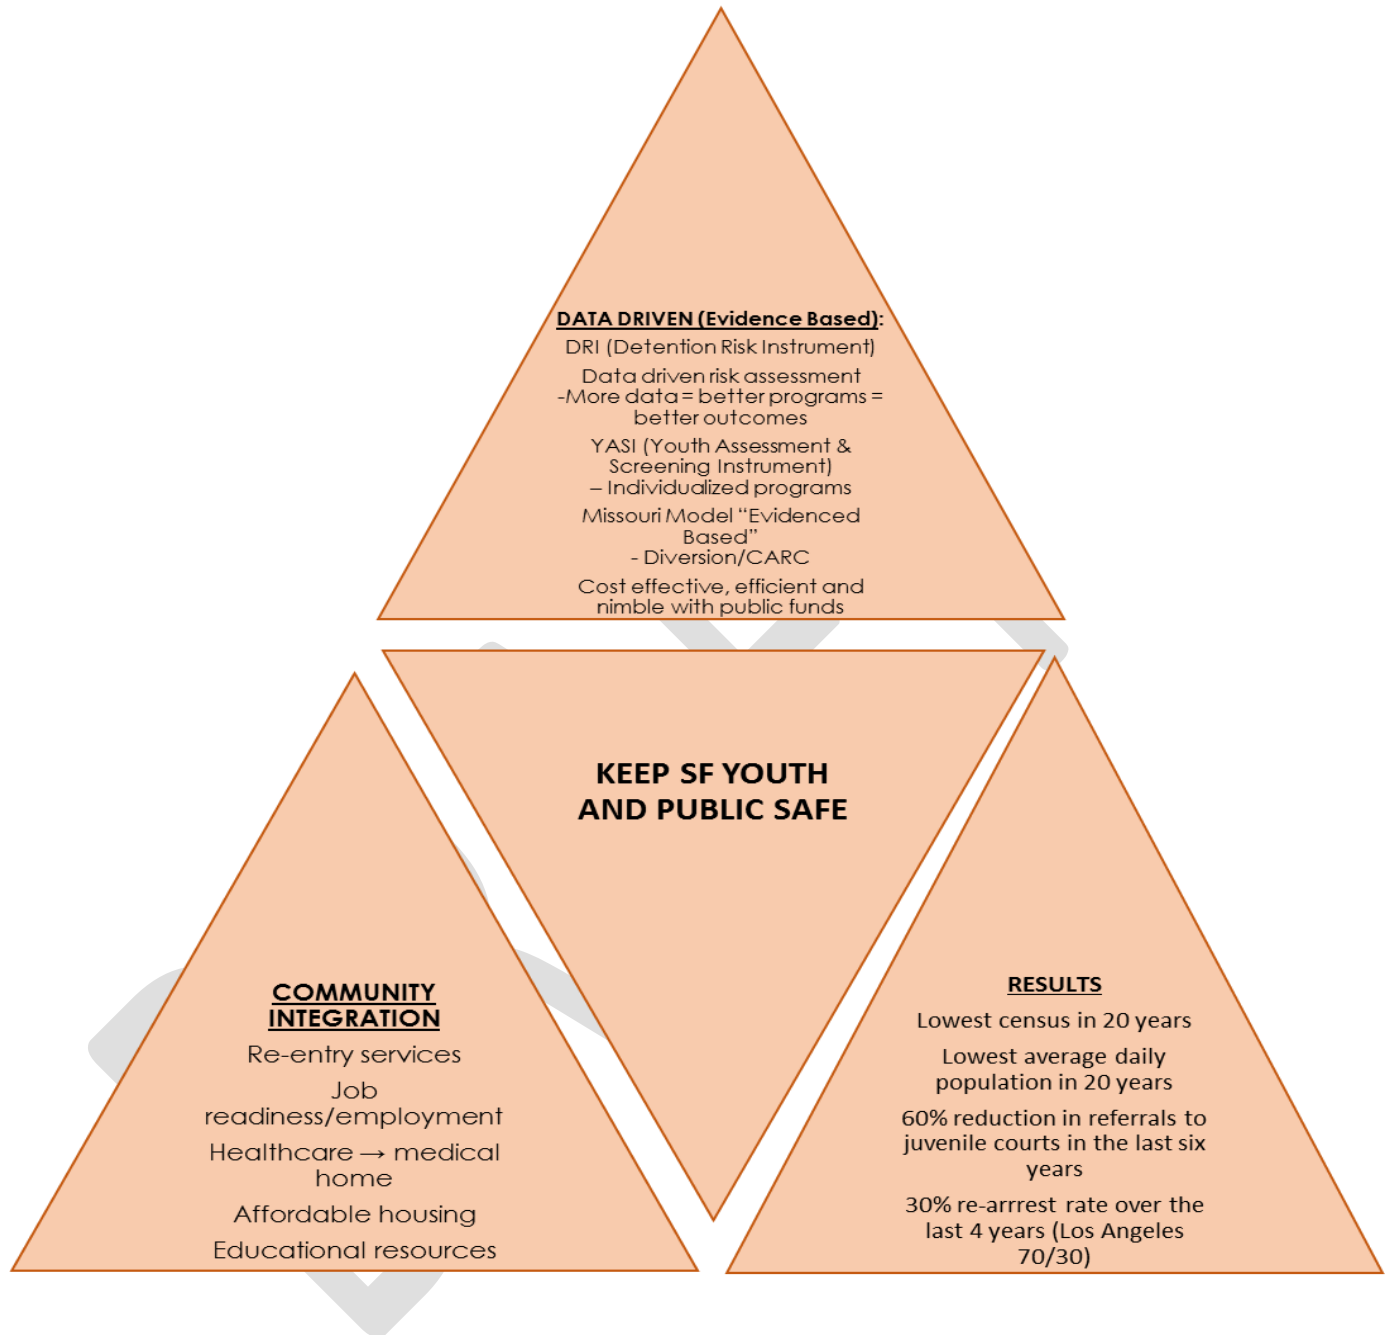 DATA DRIVEN (Evidence Based):
DRI (Detention Risk Instrument)
Data driven risk assessment
-More data = better programs =
better outcomes
YASI (Youth Assessment &
Screening Instrument)
– Individualized programs
Missouri Model “Evidenced
Based”
- Diversion/CARC
Cost effective, efficient and
nimble with public funds
KEEP SF YOUTH
AND PUBLIC SAFE
COMMUNITY
INTEGRATION
Re-entry services
Job
readiness/employment
Healthcare → medical
home
Affordable housing
Educational resources
RESULTS
Lowest census in 20 years
Lowest average daily
population in 20 years
60% reduction in referrals to
juvenile courts in the last six
years
30% re-arrrest rate over the
last 4 years (Los Angeles
70/30)